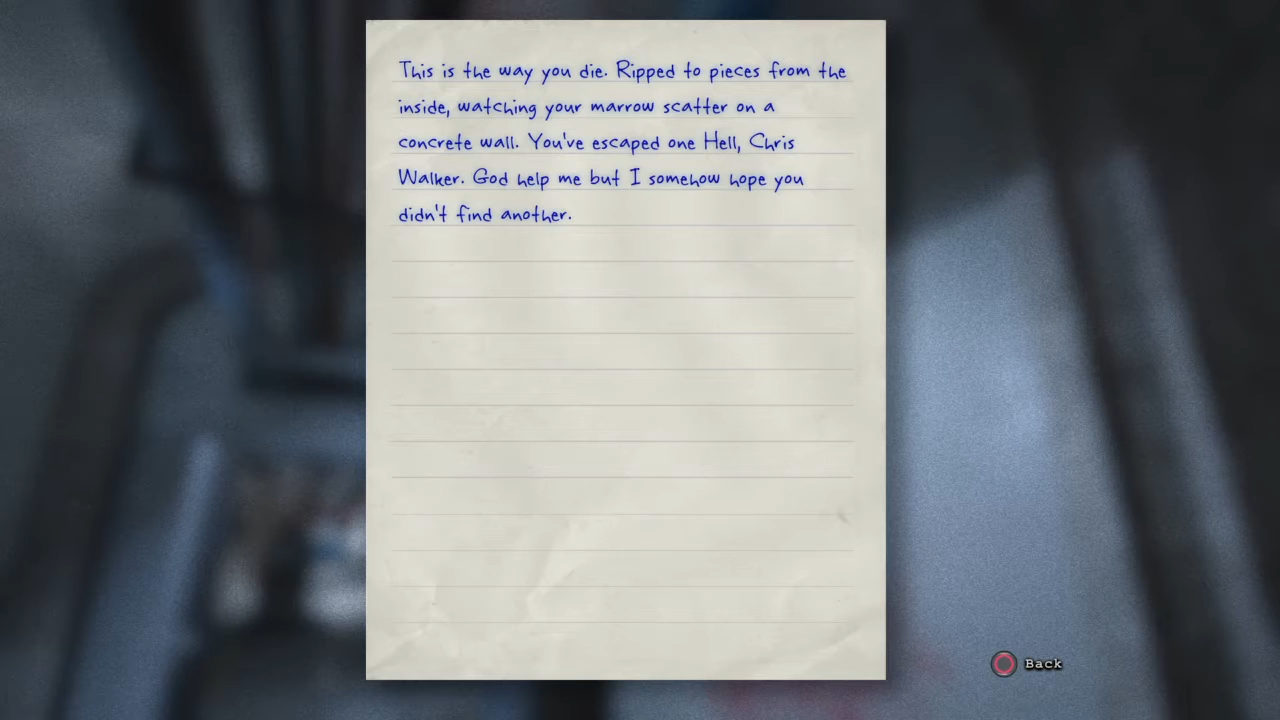 This is the way you die. Ripped to pieces from the
inside, watching your marrow scatter on a
concrete wall. You've escaped one Hell, Chris
Walker. God help me but I somehow hope you
didn't find another.
Back